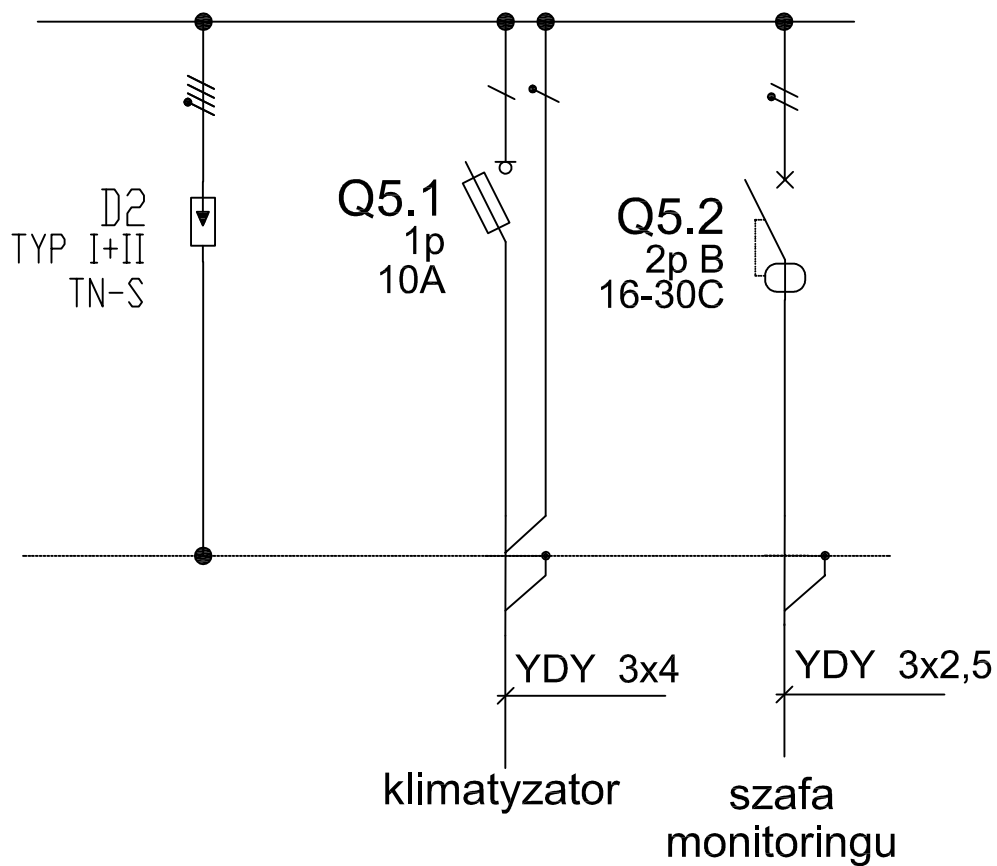 D2
TYP I+II
TN-S
Q5.1
1p
10A
Q5.2
2p B
16-30C
YDY 3x4
YDY 3x2,5
klimatyzator
szafa
monitoringu